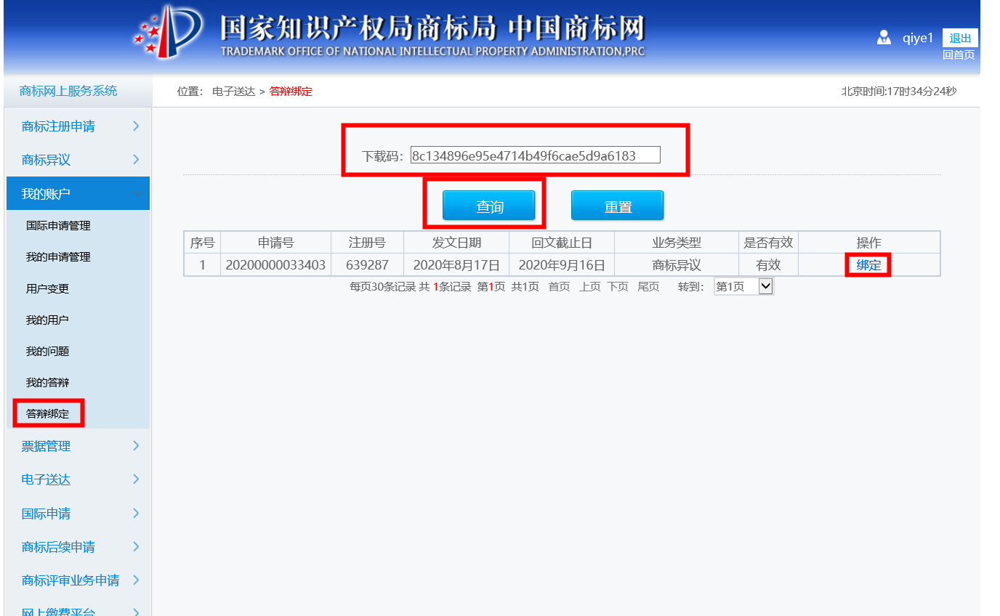 国家知识产权局商标局 中国商标网
TRADEMARK OFFICE OF NATIONAL INTELLECTUAL PROPERTY ADMINISTRATION,PRC
qiye1 退出
回首页
商标网上服务系统
位置： 电子送达 > 答辩绑定
北京时间:17时34分24秒
商标注册申请
商标异议
我的账户
国际申请管理
我的申请管理
用户变更
我的用户
我的问题
我的答辩
答辩绑定
票据管理
电子送达
国际申请
商标后续申请
商标评审业务申请
网上缴费平台
下载码： 8c134896e95e4714b49f6cae5d9a6183
查询 重置
序号 申请号 注册号 发文日期 回文截止日 业务类型 是否有效 操作
1 20200000033403 639287 2020年8月17日 2020年9月16日 商标异议 有效 绑定
每页30条记录 共 1条记录 第1页 共1页 首页 上页 下页 尾页 转到： 第1页